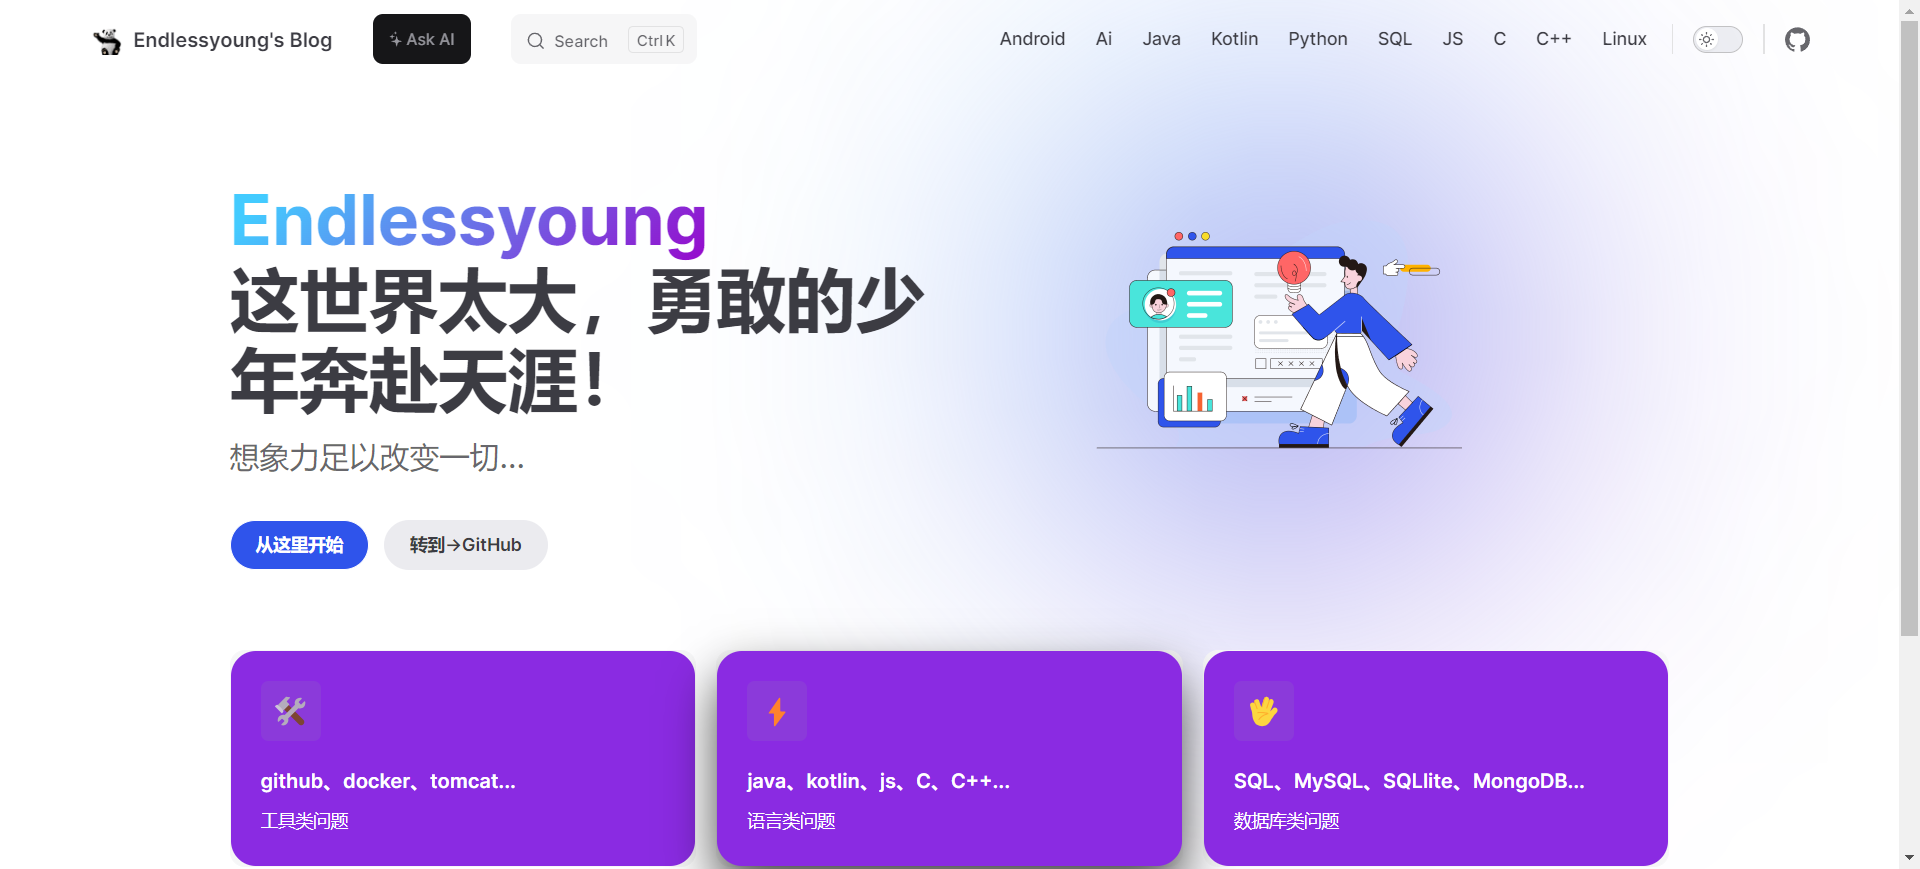 Endlessyoung's Blog
Ask AI
Search
Ctrl K
Android Ai Java Kotlin Python SQL JS C C++ Linux
Endlessyoung
这世界太大，勇敢的少
年奔赴天涯！
想象力足以改变一切...
从这里开始
转到→GitHub
github、docker、tomcat...
工具类问题
java、kotlin、js、C、C++...
语言类问题
SQL、MySQL、SQLlite、MongoDB...
数据库类问题